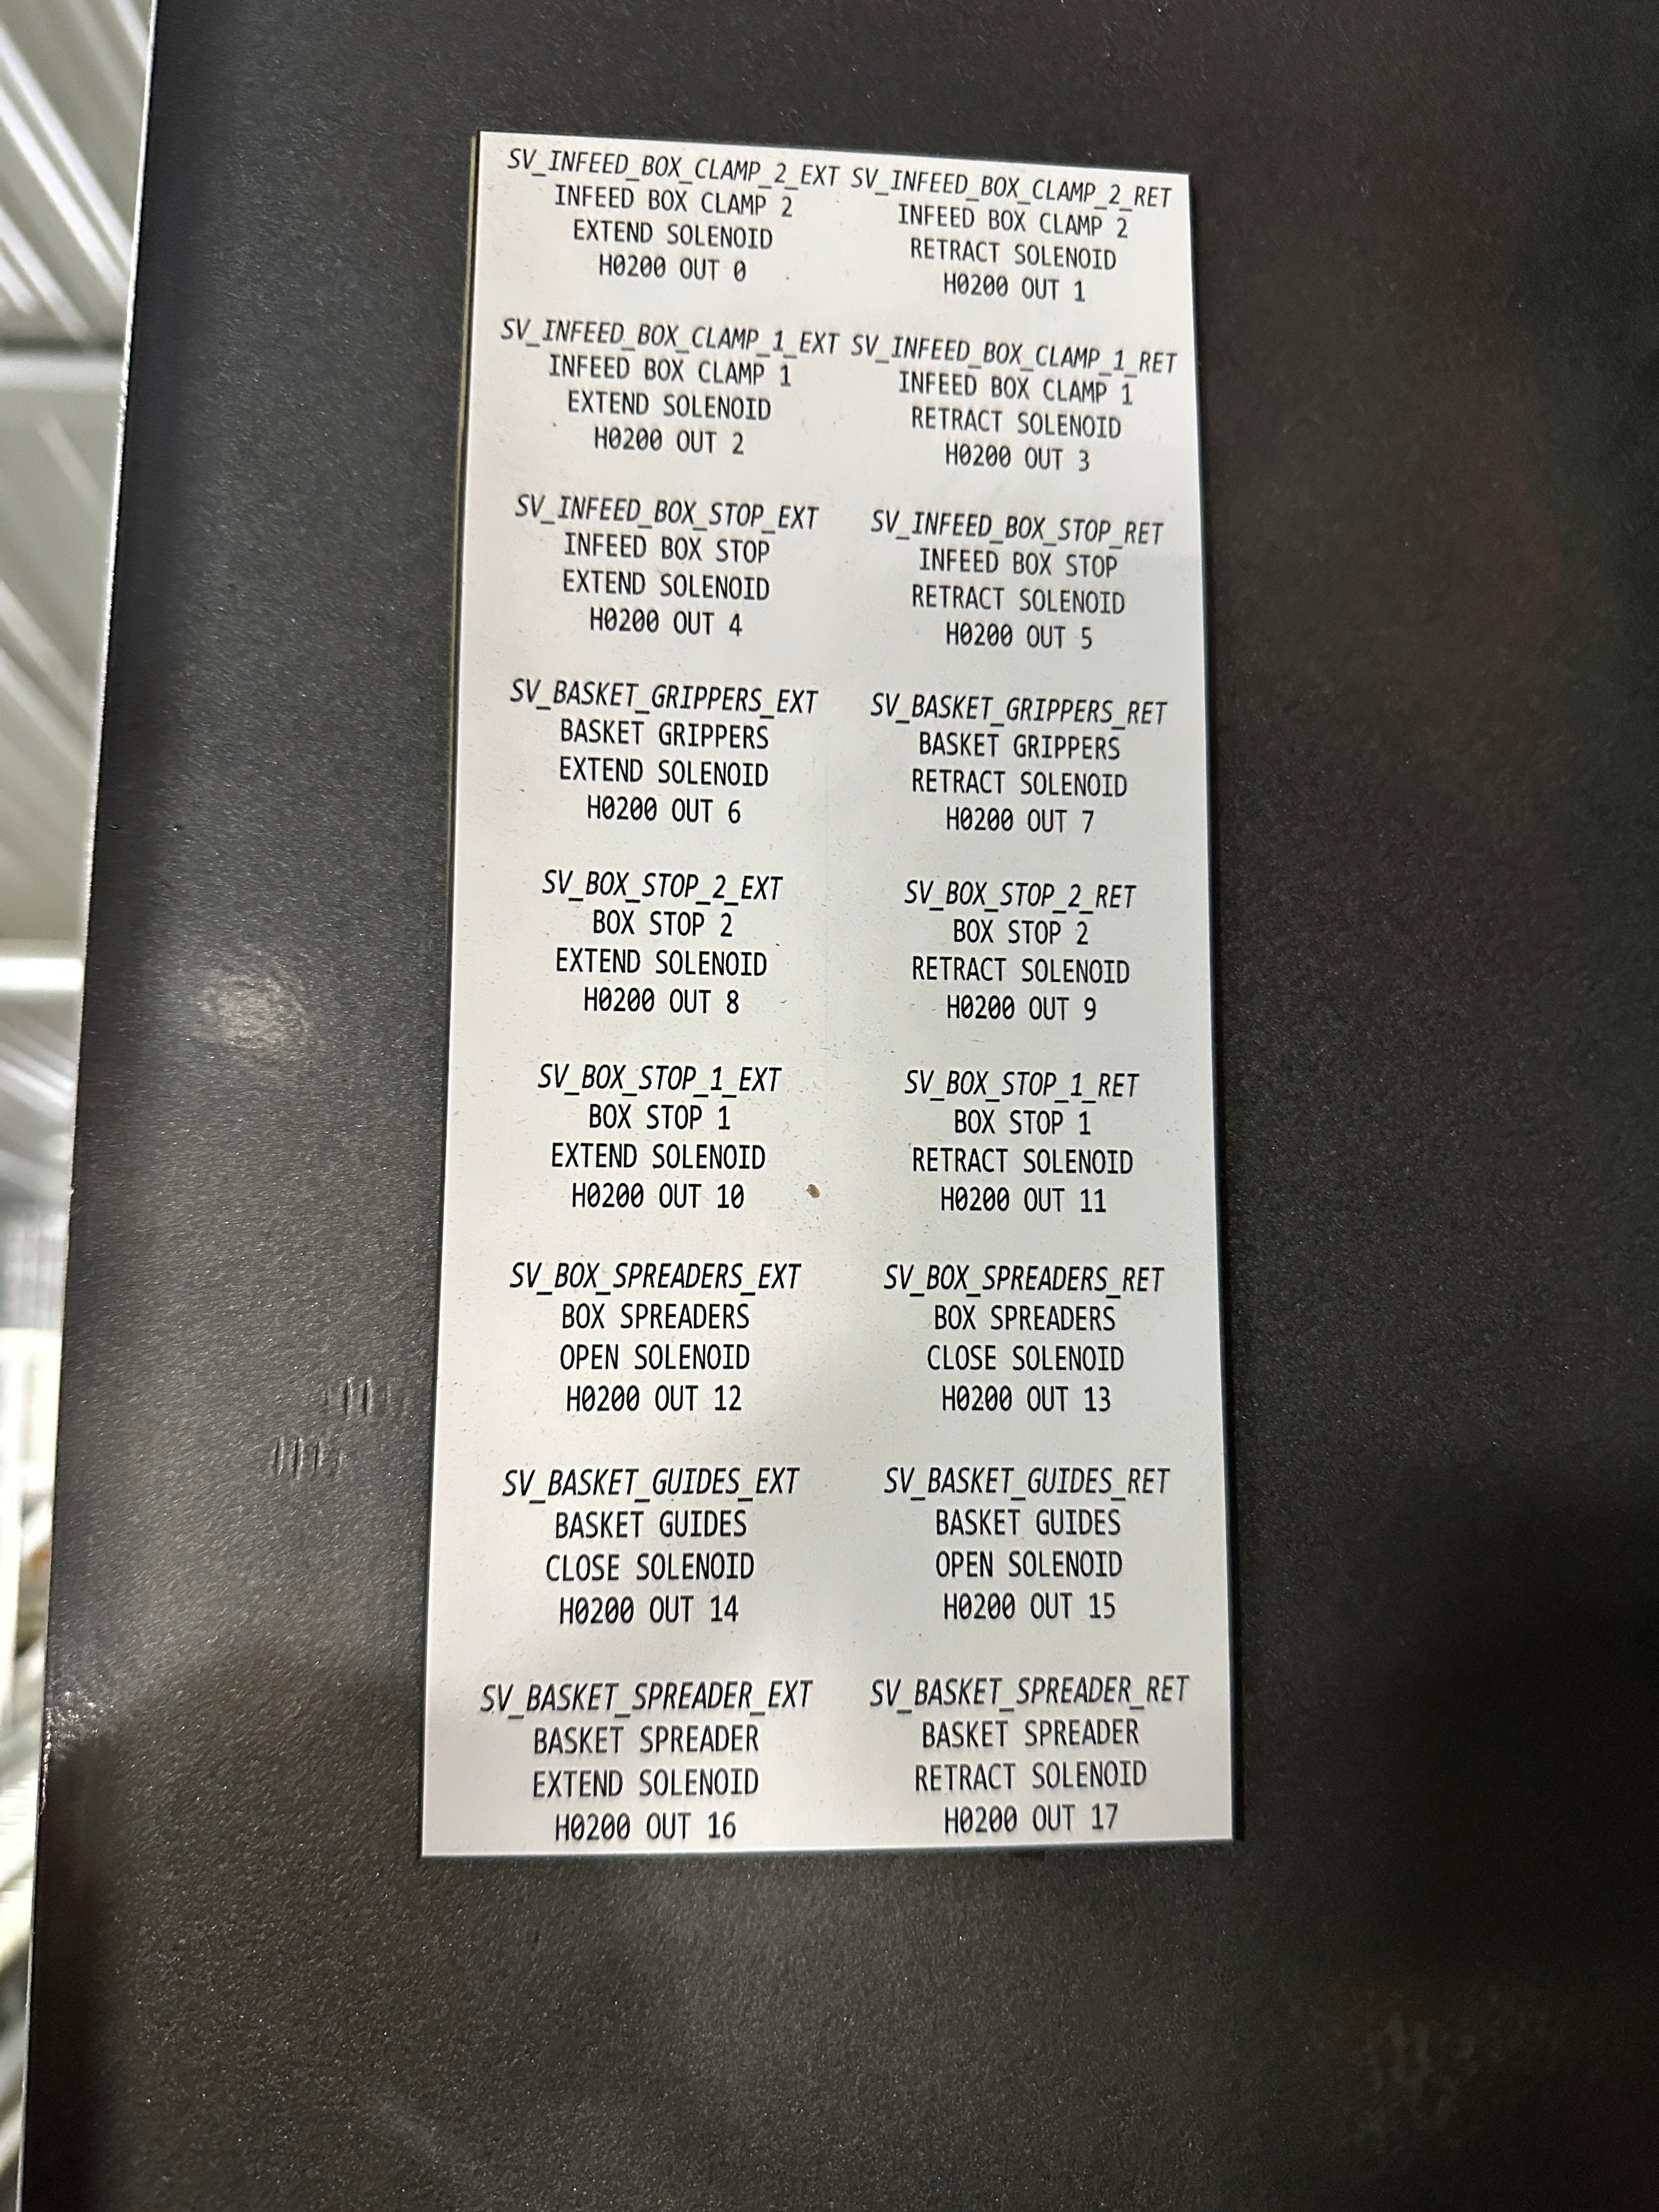 SV_INFEED_BOX_CLAMP_2_EXT SV_INFEED_BOX_CLAMP_2_RET
INFEED BOX CLAMP 2 INFEED BOX CLAMP 2
EXTEND SOLENOID RETRACT SOLENOID
H0200 OUT 0 H0200 OUT 1
SV_INFEED_BOX_CLAMP_1_EXT SV_INFEED_BOX_CLAMP_1_RET
INFEED BOX CLAMP 1 INFEED BOX CLAMP 1
EXTEND SOLENOID RETRACT SOLENOID
H0200 OUT 2 H0200 OUT 3
SV_INFEED_BOX_STOP_EXT SV_INFEED_BOX_STOP_RET
INFEED BOX STOP INFEED BOX STOP
EXTEND SOLENOID RETRACT SOLENOID
H0200 OUT 4 H0200 OUT 5
SV_BASKET_GRIPPERS_EXT SV_BASKET_GRIPPERS_RET
BASKET GRIPPERS BASKET GRIPPERS
EXTEND SOLENOID RETRACT SOLENOID
H0200 OUT 6 H0200 OUT 7
SV_BOX_STOP_2_EXT SV_BOX_STOP_2_RET
BOX STOP 2 BOX STOP 2
EXTEND SOLENOID RETRACT SOLENOID
H0200 OUT 8 H0200 OUT 9
SV_BOX_STOP_1_EXT SV_BOX_STOP_1_RET
BOX STOP 1 BOX STOP 1
EXTEND SOLENOID RETRACT SOLENOID
H0200 OUT 10 H0200 OUT 11
SV_BOX_SPREADERS_EXT SV_BOX_SPREADERS_RET
BOX SPREADERS BOX SPREADERS
OPEN SOLENOID CLOSE SOLENOID
H0200 OUT 12 H0200 OUT 13
SV_BASKET_GUIDES_EXT SV_BASKET_GUIDES_RET
BASKET GUIDES BASKET GUIDES
CLOSE SOLENOID OPEN SOLENOID
H0200 OUT 14 H0200 OUT 15
SV_BASKET_SPREADER_EXT SV_BASKET_SPREADER_RET
BASKET SPREADER BASKET SPREADER
EXTEND SOLENOID RETRACT SOLENOID
H0200 OUT 16 H0200 OUT 17